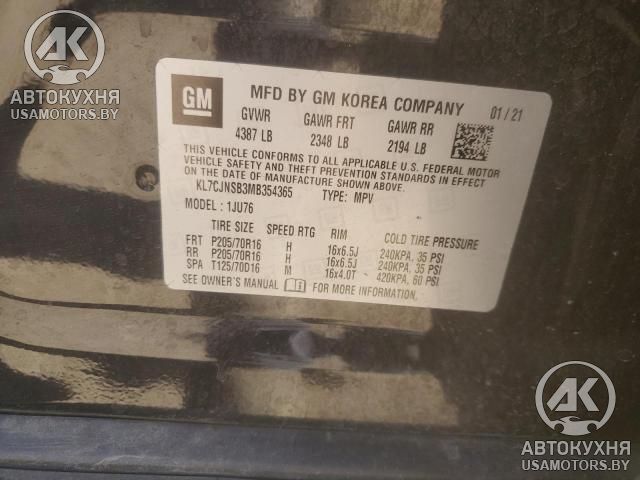 АК
АВТОКУХНЯ
USAMOTORS.BY
GM
MFD BY GM KOREA COMPANY 01/21
GVWR GAWR FRT GAWR RR
4387 LB 2348 LB 2194 LB
THIS VEHICLE CONFORMS TO ALL APPLICABLE U.S. FEDERAL MOTOR
VEHICLE SAFETY AND THEFT PREVENTION STANDARDS IN EFFECT
ON THE DATE OF MANUFACTURE SHOWN ABOVE.
KL7CJNSB3MB354365 TYPE: MPV
MODEL: 1JU76
TIRE SIZE SPEED RTG RIM COLD TIRE PRESSURE
FRT P205/70R16 H 16x6.5J 240KPA, 35 PSI
RR P205/70R16 H 16x6.5J 240KPA, 35 PSI
SPA T125/70D16 M 16x4.0T 420KPA, 60 PSI
SEE OWNER'S MANUAL FOR MORE INFORMATION.
АК
АВТОКУХНЯ
USAMOTORS.BY